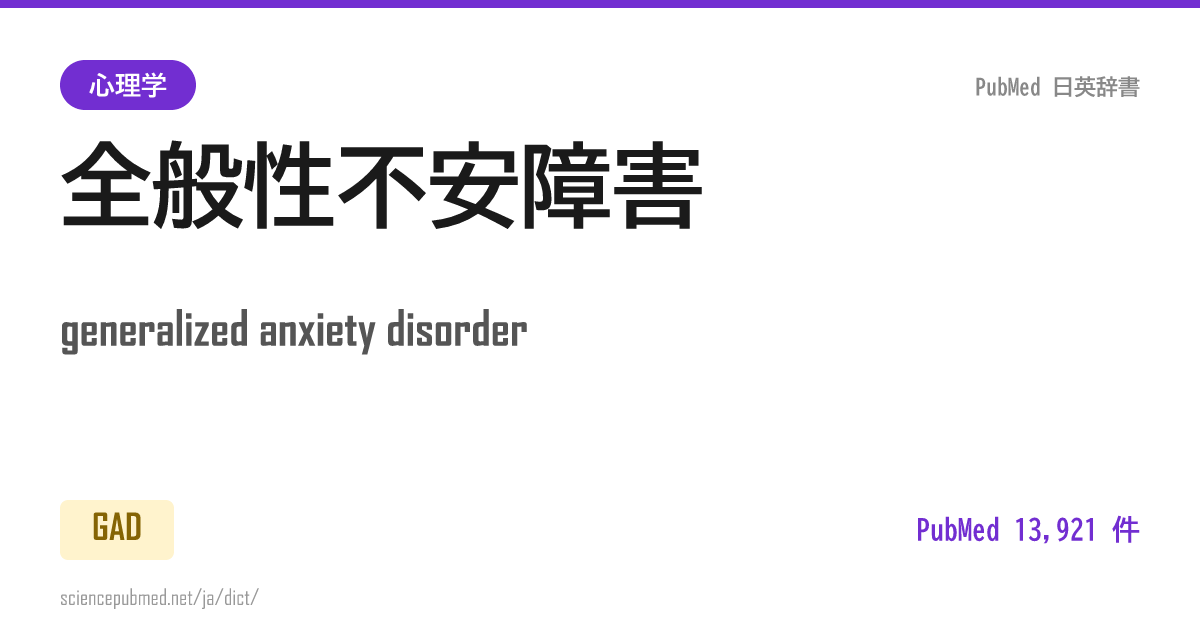 心理学
PubMed 日英辞書
全般性不安障害
generalized anxiety disorder
GAD
PubMed 13,921 件
sciencepubmed.net/ja/dict/